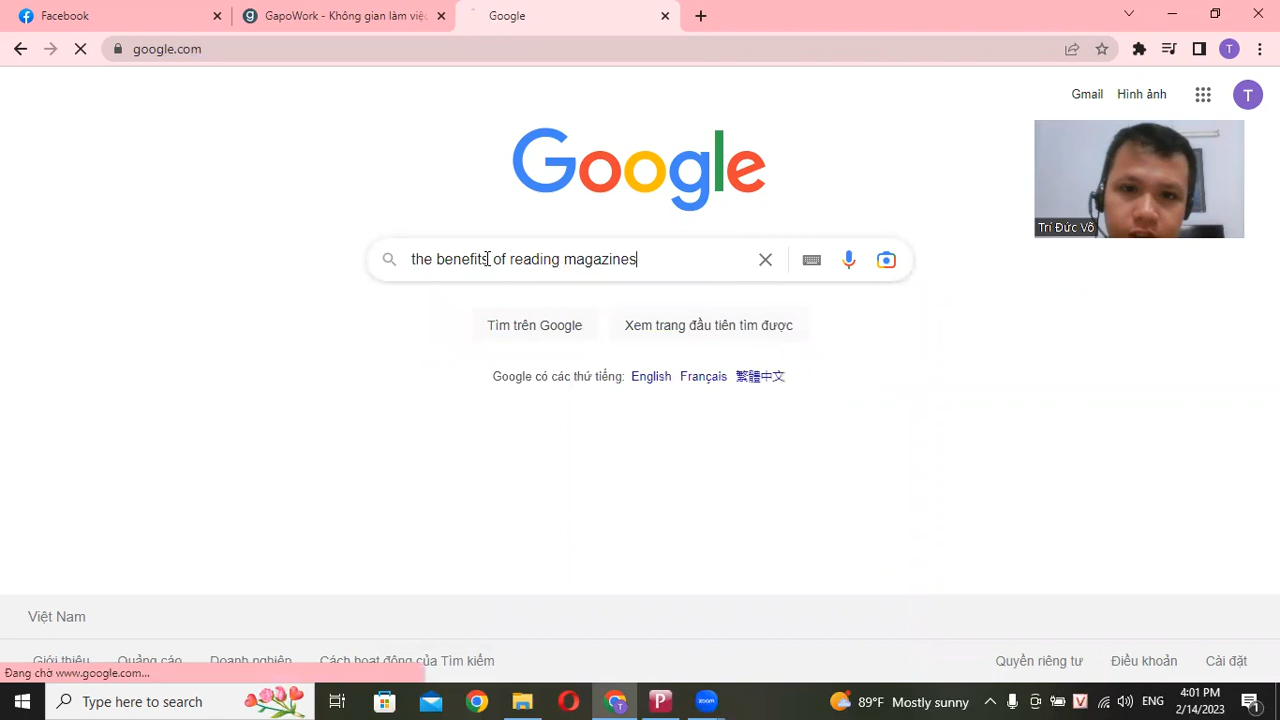 Facebook
GapoWork - Không gian làm việc
Google
google.com
T
Gmail
Hình ảnh
T
Google
Trí Đức Võ
the benefits of reading magazines
Tìm trên Google
Xem trang đầu tiên tìm được
Google có các thứ tiếng: English Français 繁體中文
Việt Nam
Giới thiệu
Quảng cáo
Doanh nghiệp
Cách hoạt động của Tìm kiếm
Quyền riêng tư
Điều khoản
Cài đặt
Đang chờ www.google.com...
Type here to search
T
P
zoom
89°F Mostly sunny
V
ENG
4:01 PM
2/14/2023
1